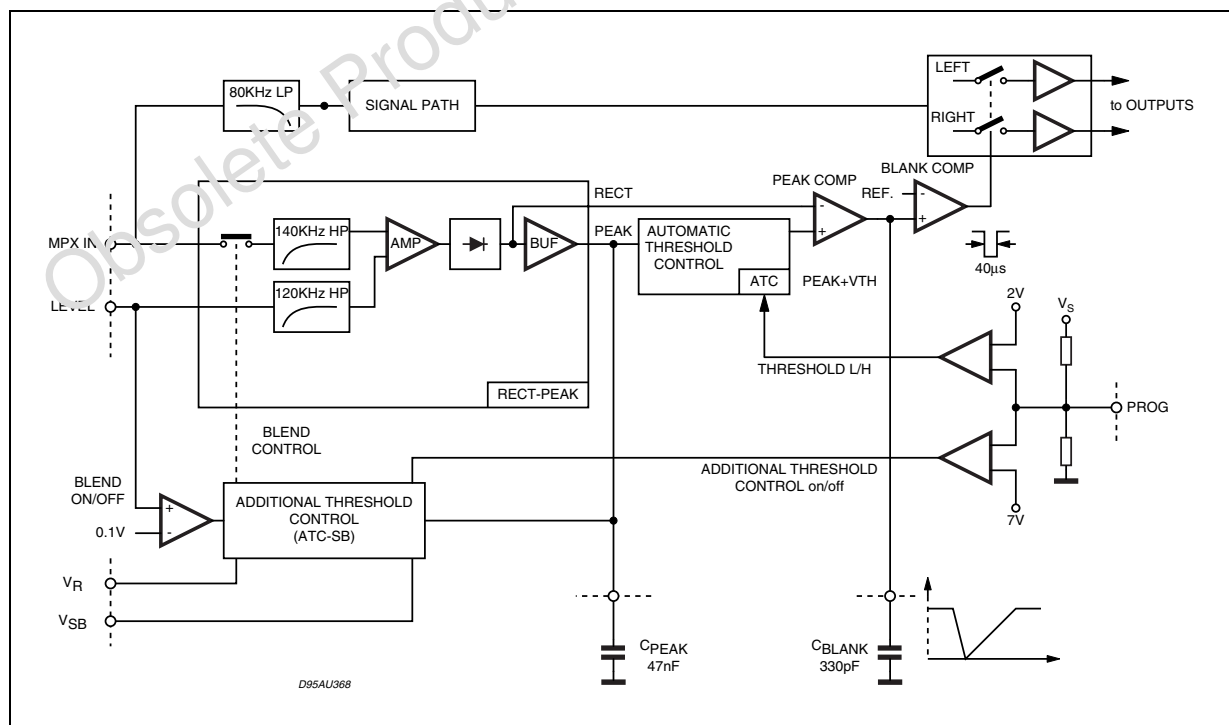 Obsolete Produ
80KHz LP
SIGNAL PATH
LEFT
RIGHT
to OUTPUTS
RECT
PEAK COMP
BLANK COMP
REF.
-
+
-
+
MPX IN
140KHz HP
AMP
BUF
PEAK
AUTOMATIC
THRESHOLD
CONTROL
ATC
PEAK+VTH
40µs
LEVEL
120KHz HP
2V
VS
THRESHOLD L/H
RECT-PEAK
PROG
BLEND
CONTROL
ADDITIONAL THRESHOLD
CONTROL on/off
7V
BLEND
ON/OFF
+
-
0.1V
ADDITIONAL THRESHOLD
CONTROL
(ATC-SB)
VR
VSB
CPEAK
47nF
CBLANK
330pF
D95AU368